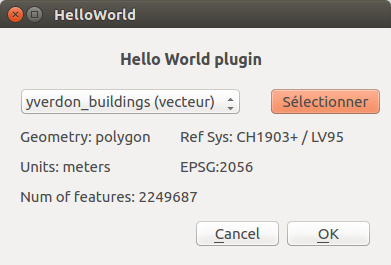 HelloWorld
Hello World plugin
yverdon_buildings (vecteur) Sélectionner
Geometry: polygon Ref Sys: CH1903+ / LV95
Units: meters EPSG:2056
Num of features: 2249687
Cancel OK